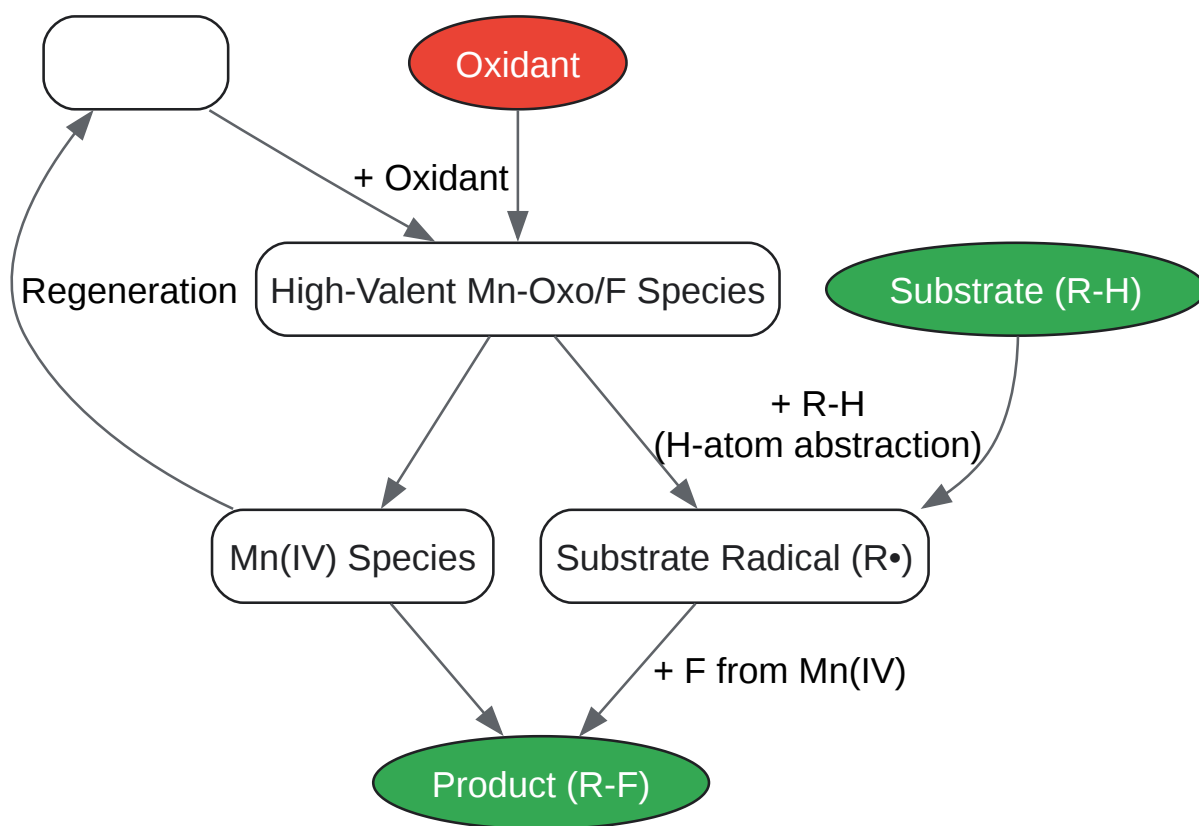 Oxidant
+ Oxidant
High-Valent Mn-Oxo/F Species
Substrate (R-H)
Regeneration
+ R-H
(H-atom abstraction)
Mn(IV) Species
Substrate Radical (R•)
+ F from Mn(IV)
Product (R-F)